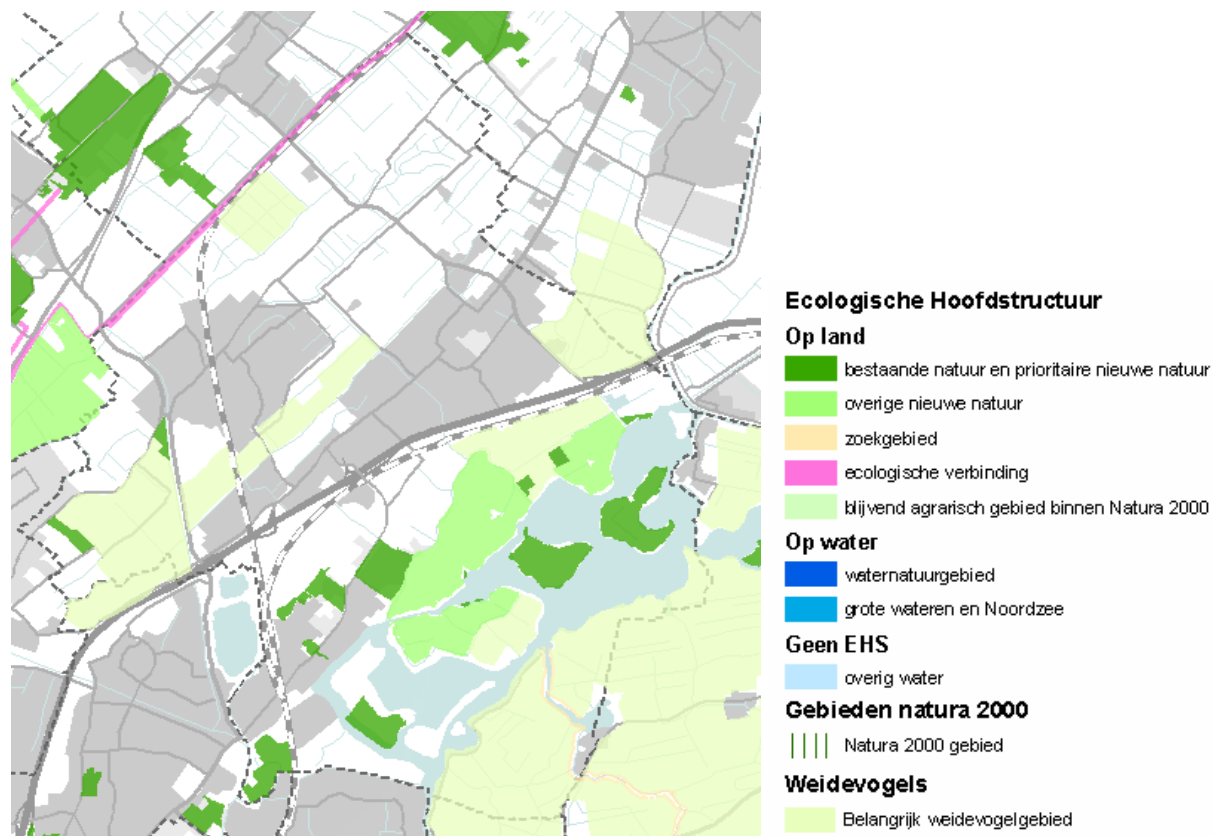 Ecologische Hoofdstructuur
Op land
bestaande natuur en prioritaire nieuwe natuur
overige nieuwe natuur
zoekgebied
ecologische verbinding
blijvend agrarisch gebied binnen Natura 2000
Op water
waternatuurgebied
grote wateren en Noordzee
Geen EHS
overig water
Gebieden natura 2000
Natura 2000 gebied
Weidevogels
Belangrijk weidevogelgebied